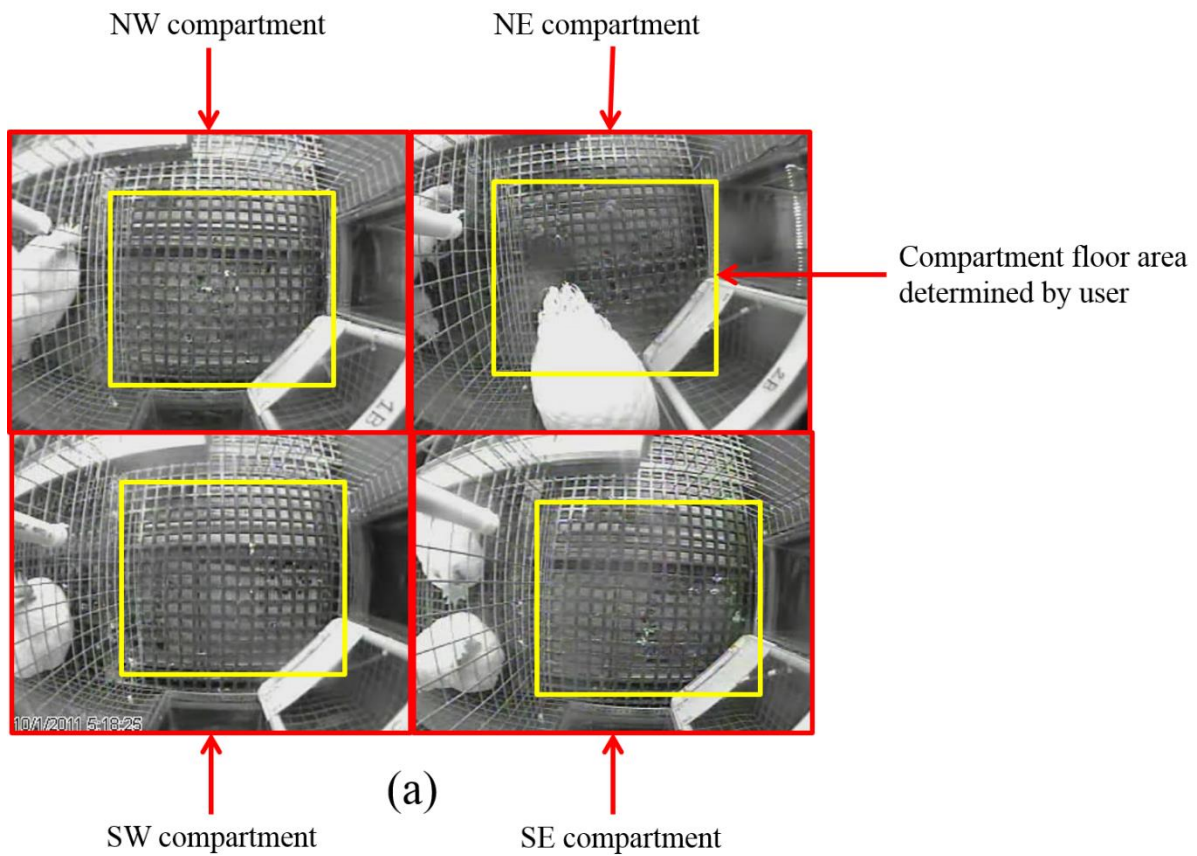 NW compartment
NE compartment
Compartment floor area
determined by user
1B
2B
10/1/2011 5:18:25
(a)
SW compartment
SE compartment